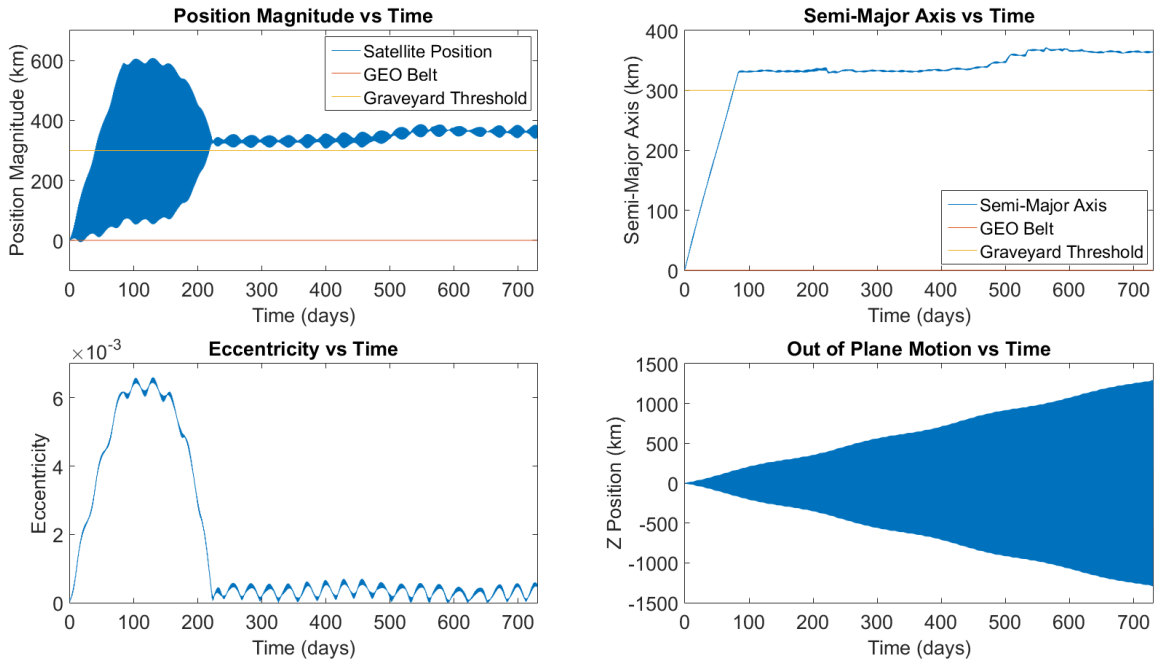 Position Magnitude vs Time
Position Magnitude (km)
600
400
200
0
Satellite Position
GEO Belt
Graveyard Threshold
0 100 200 300 400 500 600 700
Time (days)
Semi-Major Axis vs Time
Semi-Major Axis (km)
400
300
200
100
0
Semi-Major Axis
GEO Belt
Graveyard Threshold
0 100 200 300 400 500 600 700
Time (days)
Eccentricity vs Time
×10⁻³
Eccentricity
6
4
2
0
0 100 200 300 400 500 600 700
Time (days)
Out of Plane Motion vs Time
Z Position (km)
1500
1000
500
0
-500
-1000
-1500
0 100 200 300 400 500 600 700
Time (days)